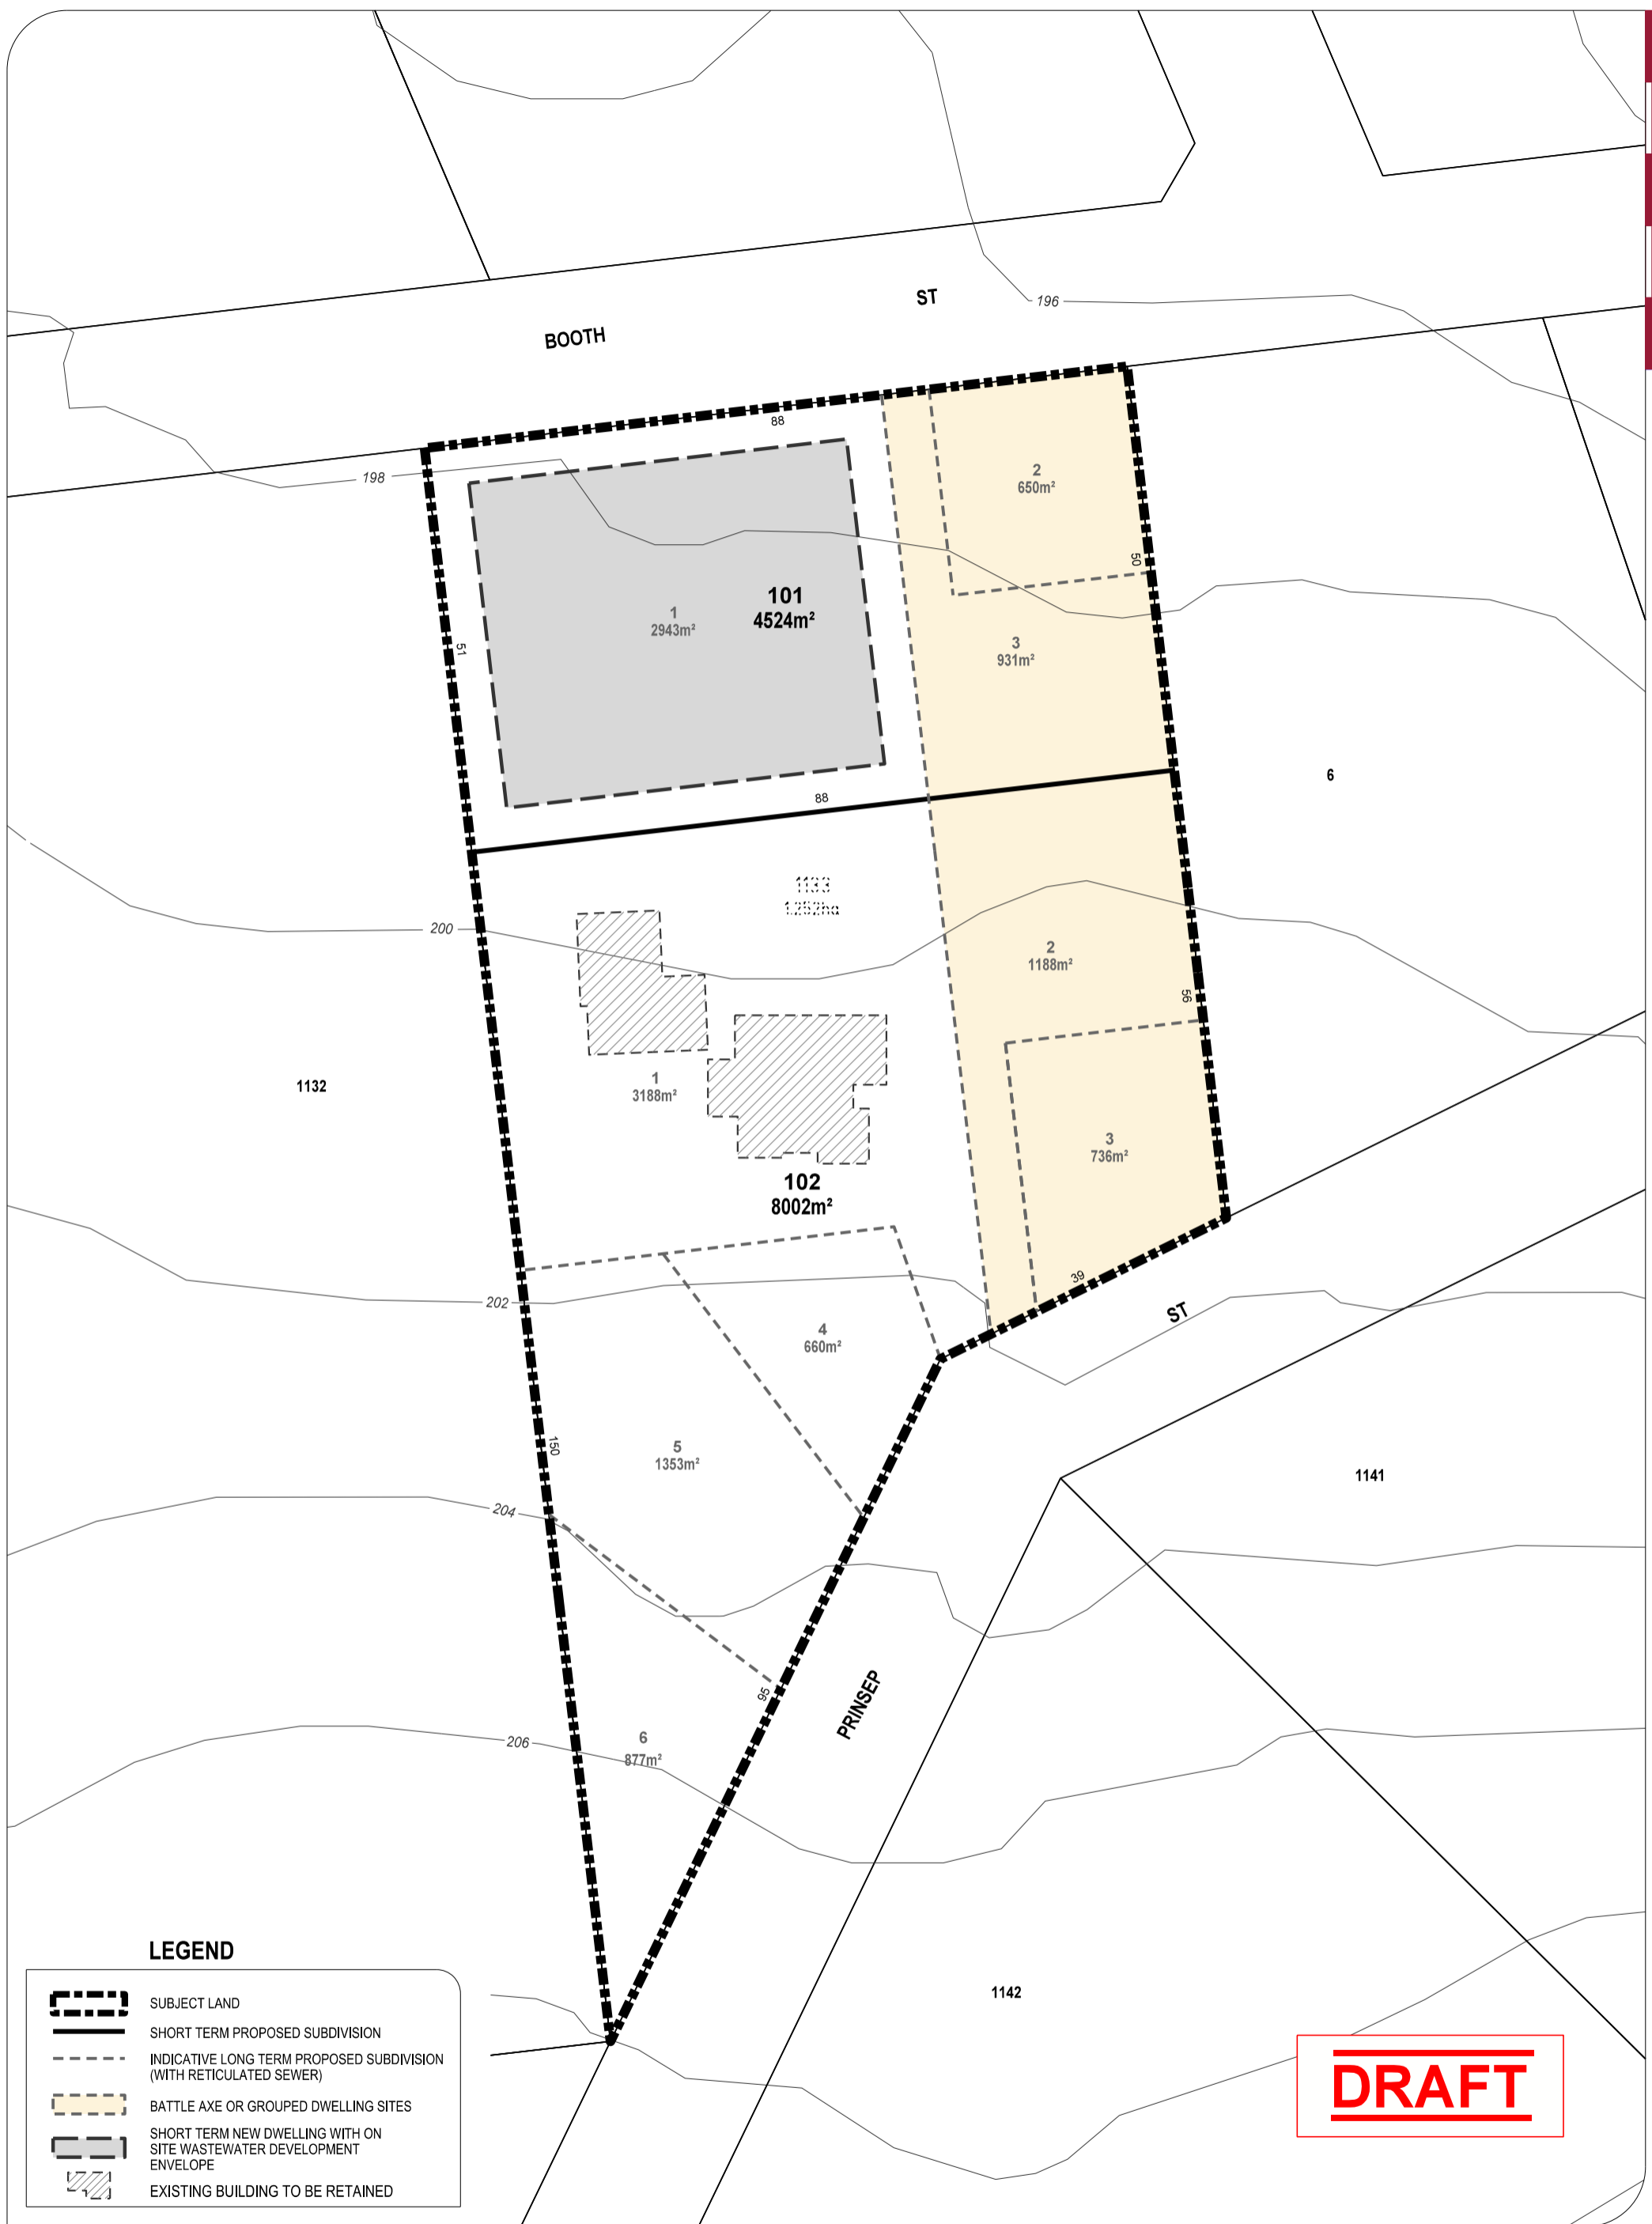 ST
196
BOOTH
88
198
2
650m²
50
101
4524m²
1
2943m²
51
3
931m²
6
88
1133
1.252ha
200
2
1188m²
56
1132
1
3188m²
3
736m²
102
8002m²
39
202
ST
4
660m²
150
5
1353m²
1141
204
95
PRINSEP
206
6
877m²
1142
LEGEND
SUBJECT LAND
SHORT TERM PROPOSED SUBDIVISION
INDICATIVE LONG TERM PROPOSED SUBDIVISION
(WITH RETICULATED SEWER)
BATTLE AXE OR GROUPED DWELLING SITES
SHORT TERM NEW DWELLING WITH ON
SITE WASTEWATER DEVELOPMENT
ENVELOPE
EXISTING BUILDING TO BE RETAINED
DRAFT